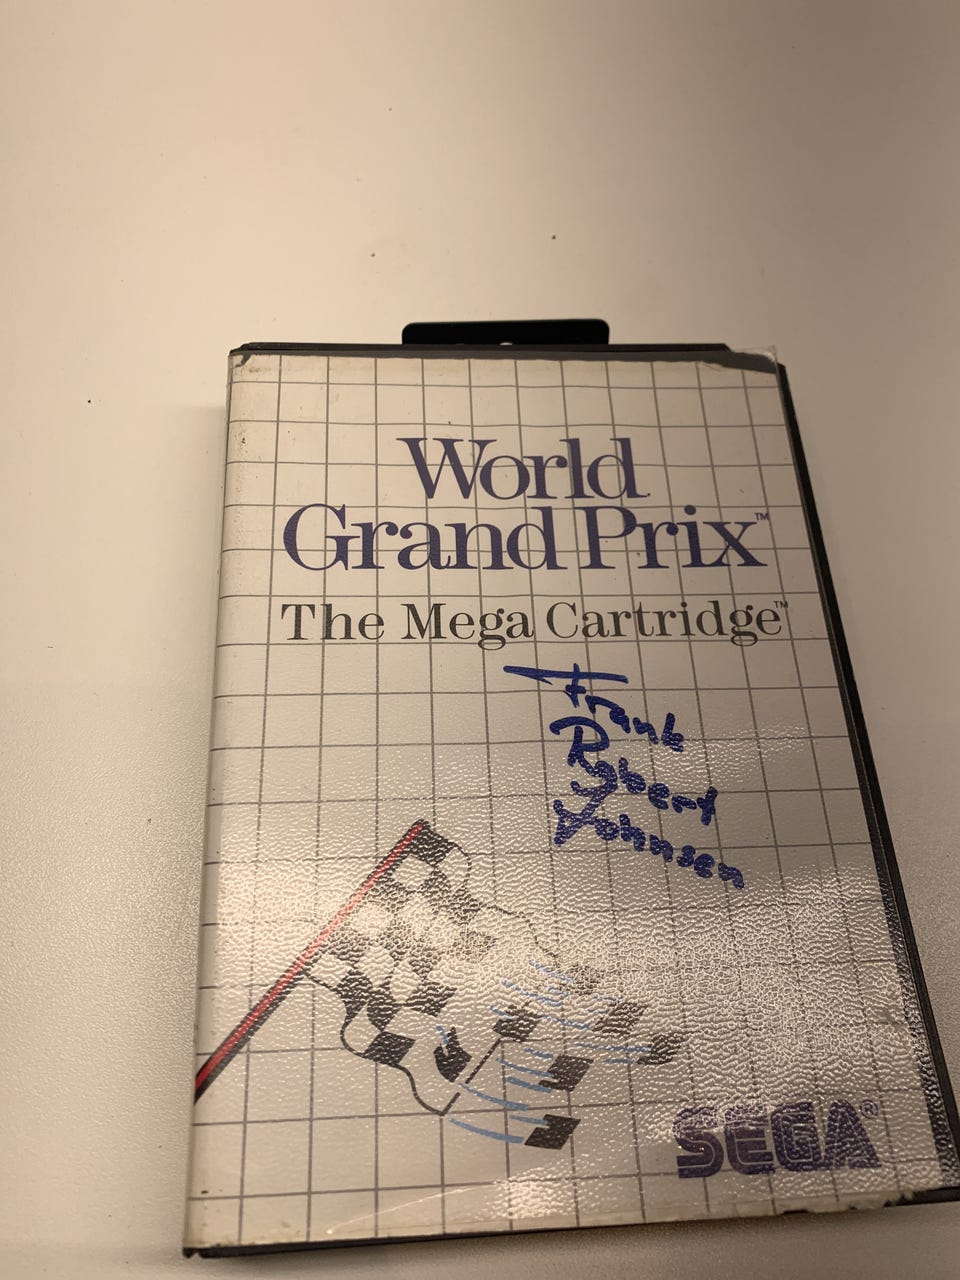 World
Grand Prix™
The Mega Cartridge™
Frank
Robert
Johnsen
SEGA®